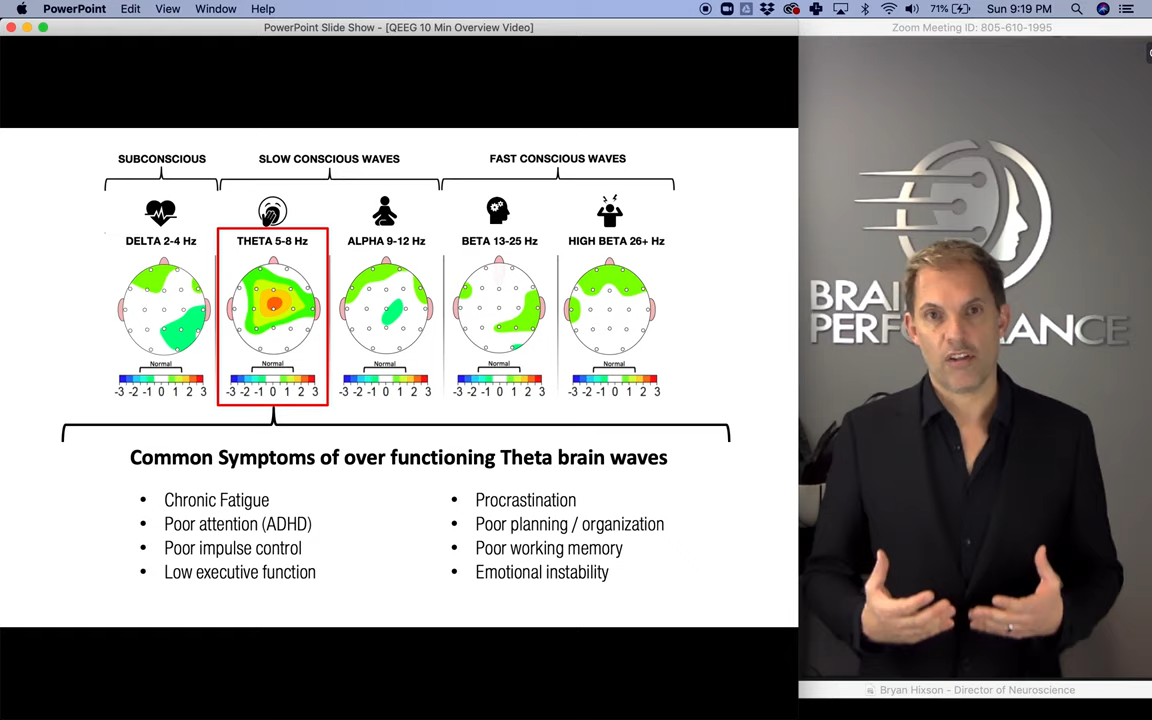 PowerPoint Edit View Window Help 71% Sun 9:19 PM
PowerPoint Slide Show - [QEEG 10 Min Overview Video]
Zoom Meeting ID: 805-610-1995
SUBCONSCIOUS SLOW CONSCIOUS WAVES FAST CONSCIOUS WAVES
DELTA 2-4 Hz THETA 5-8 Hz ALPHA 9-12 Hz BETA 13-25 Hz HIGH BETA 26+ Hz
Normal Normal Normal Normal Normal
-3 -2 -1 0 1 2 3 -3 -2 -1 0 1 2 3 -3 -2 -1 0 1 2 3 -3 -2 -1 0 1 2 3 -3 -2 -1 0 1 2 3
Common Symptoms of over functioning Theta brain waves
• Chronic Fatigue
• Poor attention (ADHD)
• Poor impulse control
• Low executive function
• Procrastination
• Poor planning / organization
• Poor working memory
• Emotional instability
BRAI
PERF MANCE
Bryan Hixson - Director of Neuroscience